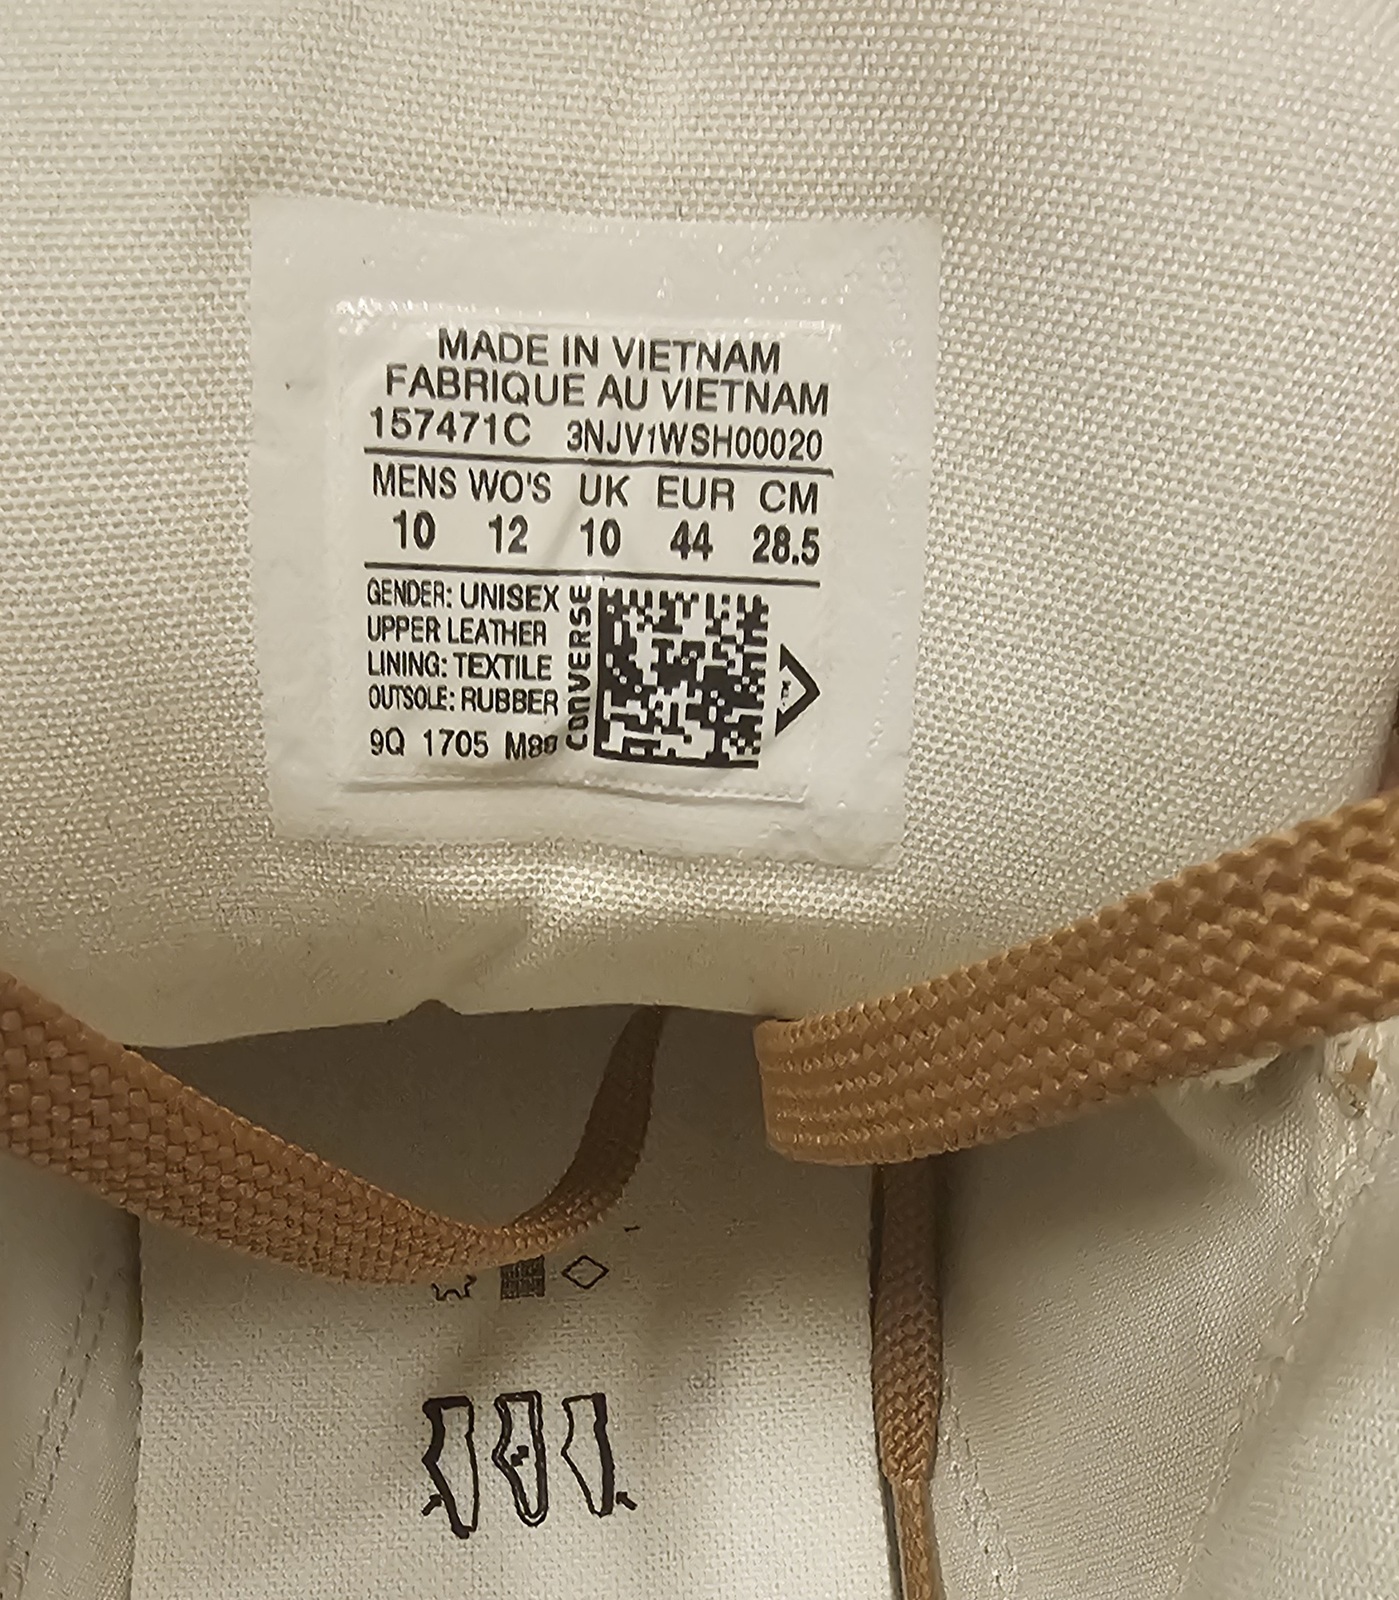 MADE IN VIETNAM
FABRIQUE AU VIETNAM
157471C 3NJV1WSH00020
MENS WO'S UK EUR CM
10 12 10 44 28.5
GENDER: UNISEX
UPPER LEATHER
LINING: TEXTILE
OUTSOLE: RUBBER
9Q 1705
CONVERSE